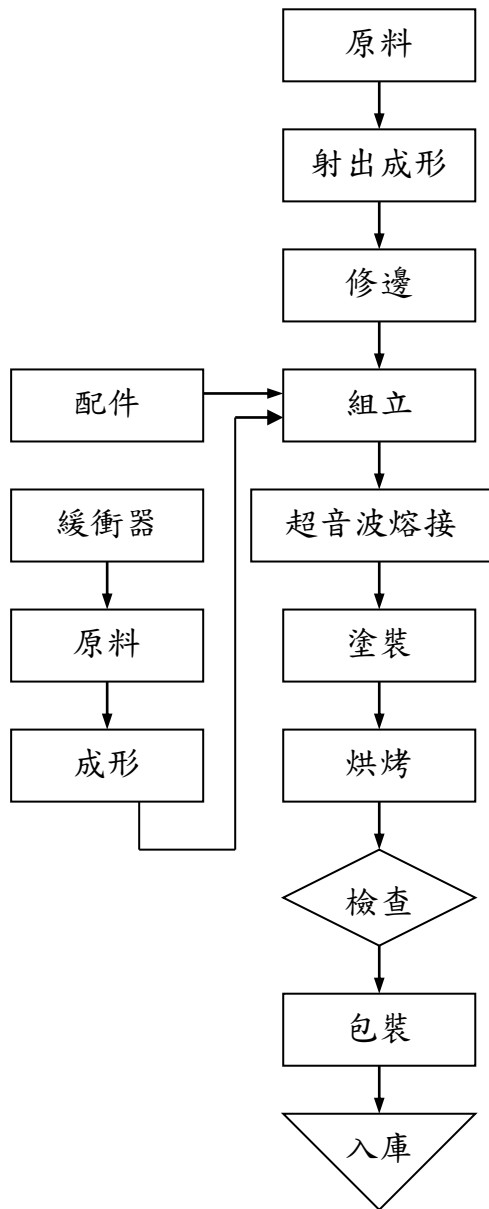 原料
射出成形
修邊
配件
組立
緩衝器
超音波熔接
原料
塗裝
成形
烘烤
檢查
包裝
入庫